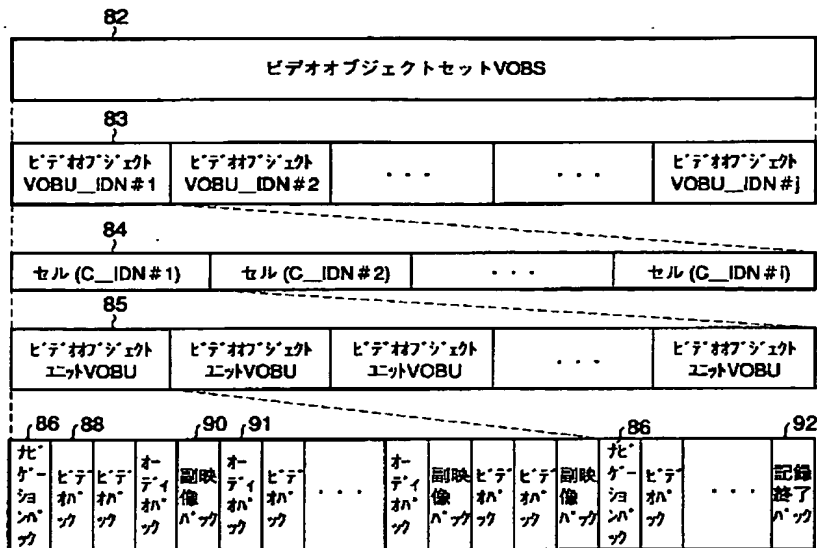 82
ビデオオブジェクトセットVOBS
83
ビデオオブジェクト
VOBU__IDN#1
ビデオオブジェクト
VOBU__IDN#2
・・・
・・・
ビデオオブジェクト
VOBU__IDN#j
84
セル (C__IDN#1)
セル (C__IDN#2)
・・・
セル (C__IDN#i)
85
ビデオオブジェクト
ユニットVOBU
ビデオオブジェクト
ユニットVOBU
ビデオオブジェクト
ユニットVOBU
・・・
ビデオオブジェクト
ユニットVOBU
86
88
90
91
86
92
ナビ
ゲー
ション
パッ
ク
ビデ
オパ
ック
ビデ
オパ
ック
オー
ディ
オパ
ック
副映
像
パック
オー
ディ
オパ
ック
ビデ
オパ
ック
・・・
オー
ディ
オパ
ック
副映
像
パック
ビデ
オパ
ック
ビデ
オパ
ック
副映
像
パック
ナビ
ゲー
ション
パッ
ク
ビデ
オパ
ック
・・・
記録
終了
パック